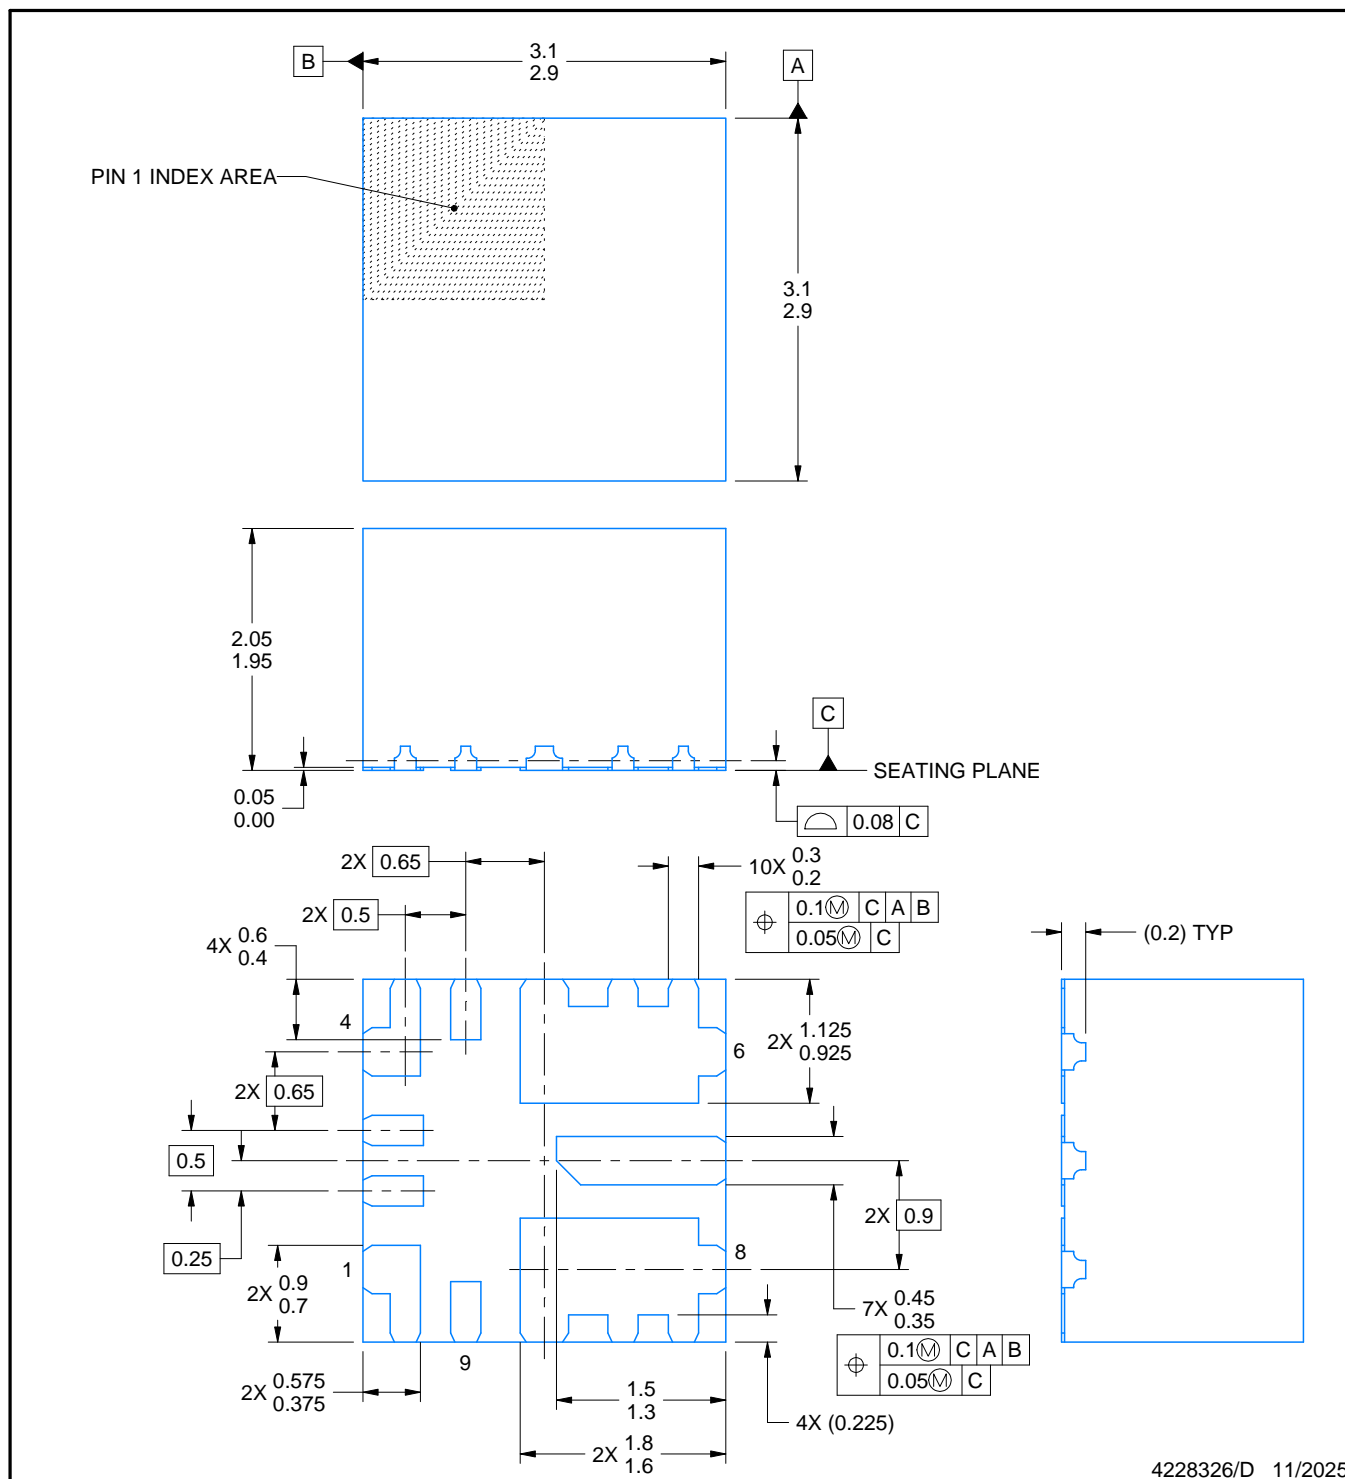 B
3.1
2.9
A
PIN 1 INDEX AREA
3.1
2.9
2.05
1.95
C
SEATING PLANE
0.05
0.00
0.08 C
2X 0.65
10X 0.3
0.2
2X 0.5
0.1Ⓜ C A B
0.05Ⓜ C
4X 0.6
0.4
(0.2) TYP
4
6
2X 1.125
0.925
2X 0.65
0.5
2X 0.9
0.25
1
8
2X 0.9
0.7
7X 0.45
0.35
9
0.1Ⓜ C A B
0.05Ⓜ C
2X 0.575
0.375
1.5
1.3
4X (0.225)
2X 1.8
1.6
4228326/D 11/2025